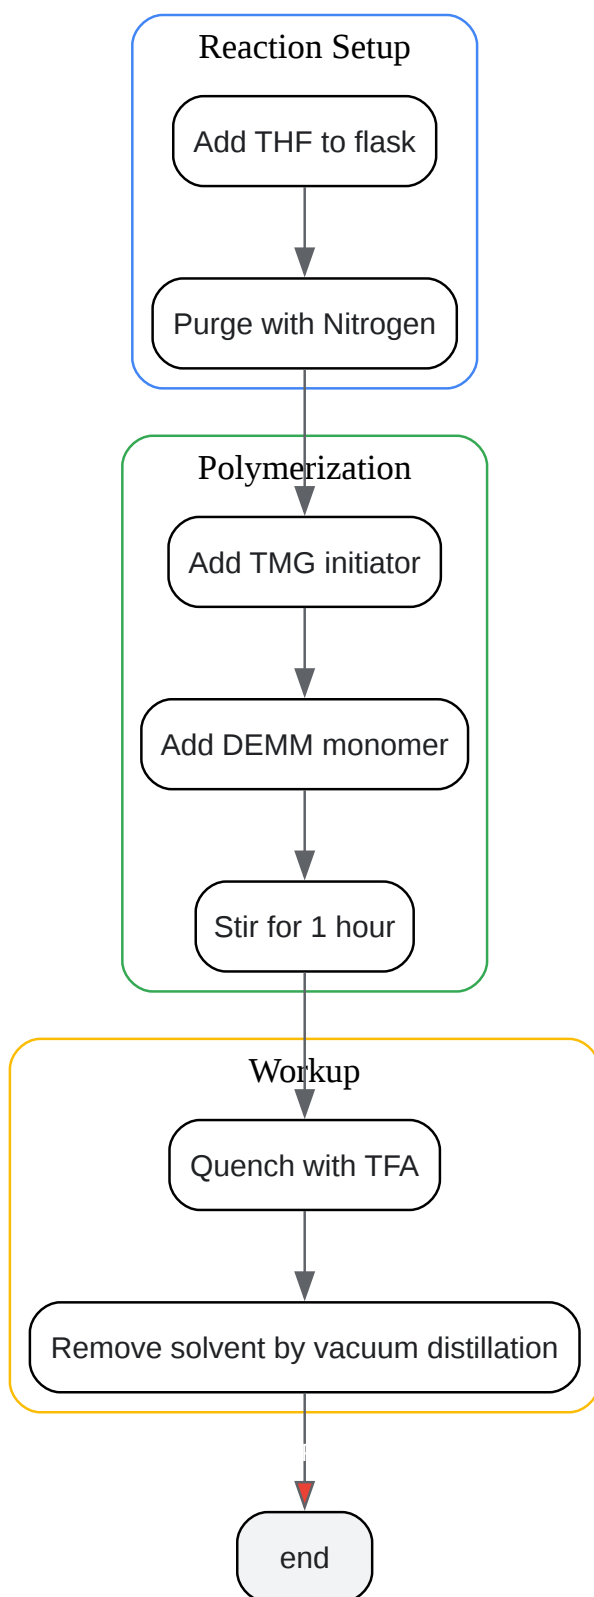 Reaction Setup
Add THF to flask
Purge with Nitrogen
Polymerization
Add TMG initiator
Add DEMM monomer
Stir for 1 hour
Workup
Quench with TFA
Remove solvent by vacuum distillation
end